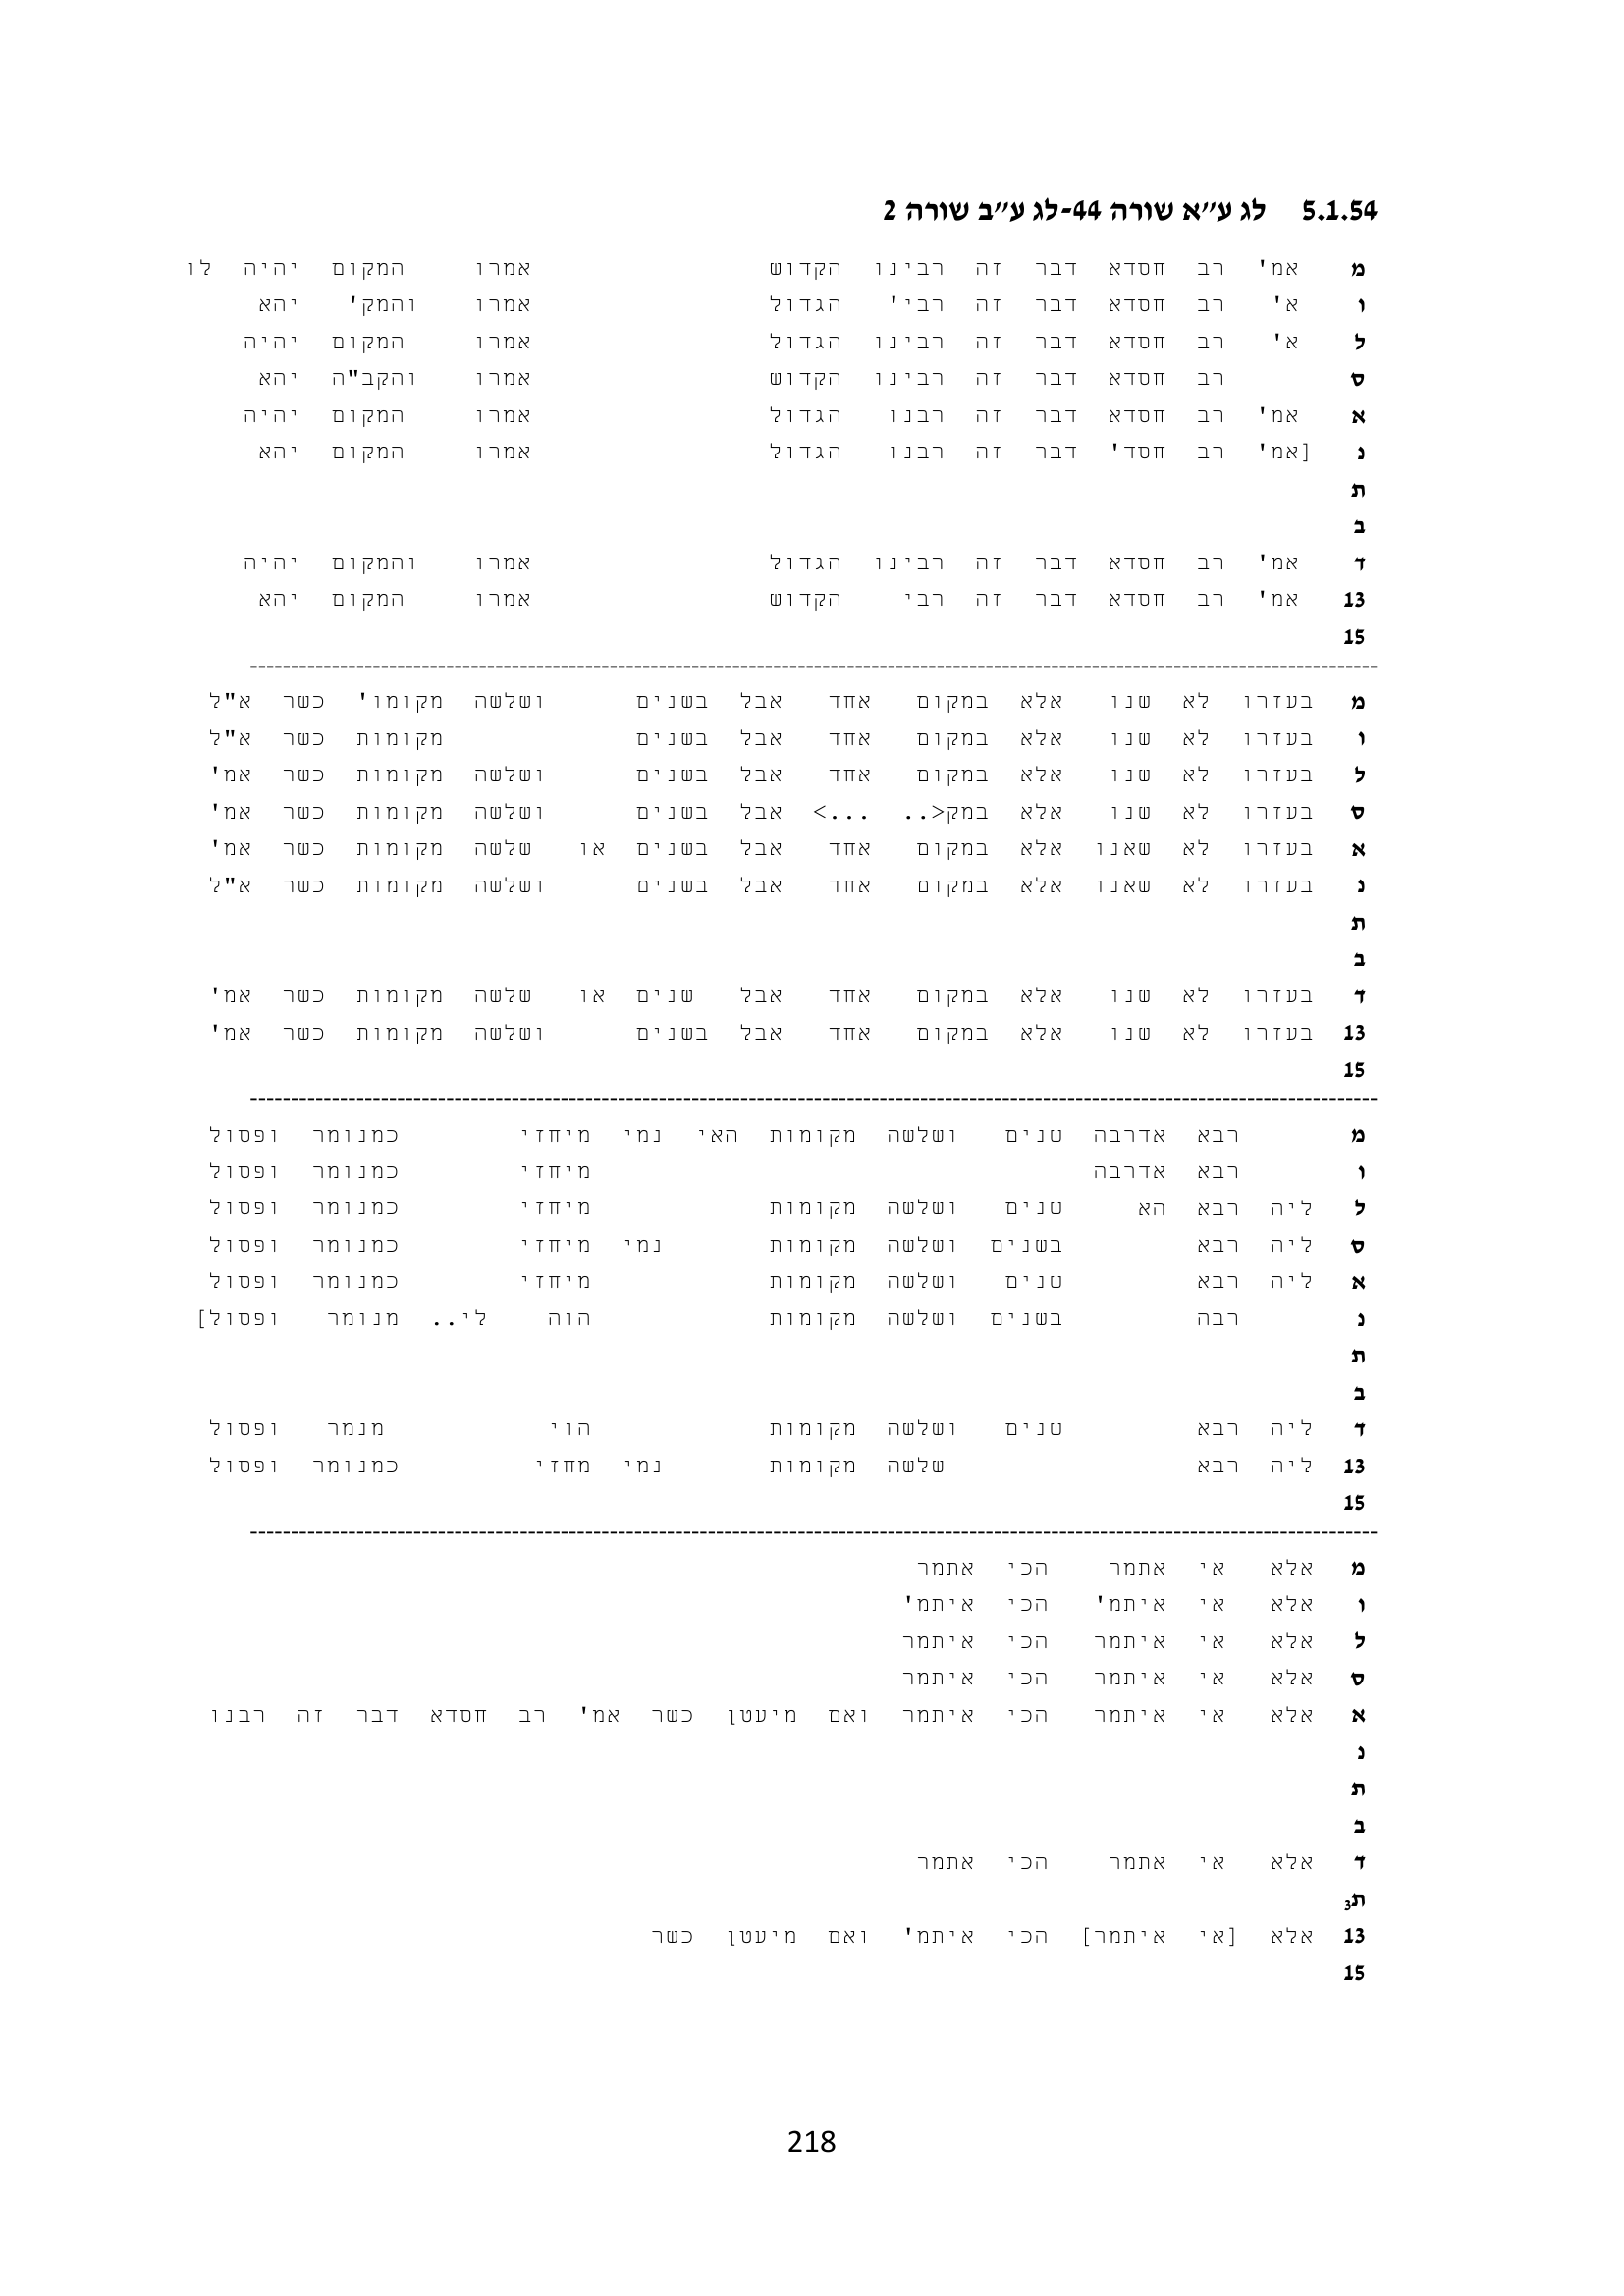 5.1.54 לג ע״א שורה 44-לג ע״ב שורה 2
מ אמ' רב חסדא דבר זה רבינו הקדוש אמרו המקום יהיה לו
ו א' רב חסדא דבר זה רבי' הגדול אמרו והמק' יהא
ל א' רב חסדא דבר זה רבינו הגדול אמרו המקום יהיה
ס רב חסדא דבר זה רבינו הקדוש אמרו והקב"ה יהא
א אמ' רב חסדא דבר זה רבנו הגדול אמרו המקום יהיה
נ [אמ' רב חסד' דבר זה רבנו הגדול אמרו המקום יהא
ת
ב
ד אמ' רב חסדא דבר זה רבינו הגדול אמרו והמקום יהיה
13 אמ' רב חסדא דבר זה רבי הקדוש אמרו המקום יהא
15
מ בעזרו לא שנו אלא במקום אחד אבל בשנים ושלשה מקומו' כשר א"ל
ו בעזרו לא שנו אלא במקום אחד אבל בשנים מקומות כשר א"ל
ל בעזרו לא שנו אלא במקום אחד אבל בשנים ושלשה מקומות כשר אמ'
ס בעזרו לא שנו אלא במק<.. ...> אבל בשנים ושלשה מקומות כשר אמ'
א בעזרו לא שאנו אלא במקום אחד אבל בשנים או שלשה מקומות כשר אמ'
נ בעזרו לא שאנו אלא במקום אחד אבל בשנים ושלשה מקומות כשר א"ל
ת
ב
ד בעזרו לא שנו אלא במקום אחד אבל שנים או שלשה מקומות כשר אמ'
13 בעזרו לא שנו אלא במקום אחד אבל בשנים ושלשה מקומות כשר אמ'
15
מ רבא אדרבה שנים ושלשה מקומות האי נמי מיחזי כמנומר ופסול
ו רבא אדרבה מיחזי כמנומר ופסול
ל ליה רבא הא שנים ושלשה מקומות מיחזי כמנומר ופסול
ס ליה רבא בשנים ושלשה מקומות נמי מיחזי כמנומר ופסול
א ליה רבא שנים ושלשה מקומות מיחזי כמנומר ופסול
נ רבה בשנים ושלשה מקומות הוה לי.. מנומר ופסול]
ת
ב
ד ליה רבא שנים ושלשה מקומות הוי מנמר ופסול
13 ליה רבא שלשה מקומות נמי מחזי כמנומר ופסול
15
מ אלא אי אתמר הכי אתמר
ו אלא אי איתמ' הכי איתמ'
ל אלא אי איתמר הכי איתמר
ס אלא אי איתמר הכי איתמר
א אלא אי איתמר הכי איתמר ואם מיעטן כשר אמ' רב חסדא דבר זה רבנו
נ
ת
ב
ד אלא אי אתמר הכי אתמר
ת3
13 אלא [אי איתמר] הכי איתמ' ואם מיעטן כשר
15
218